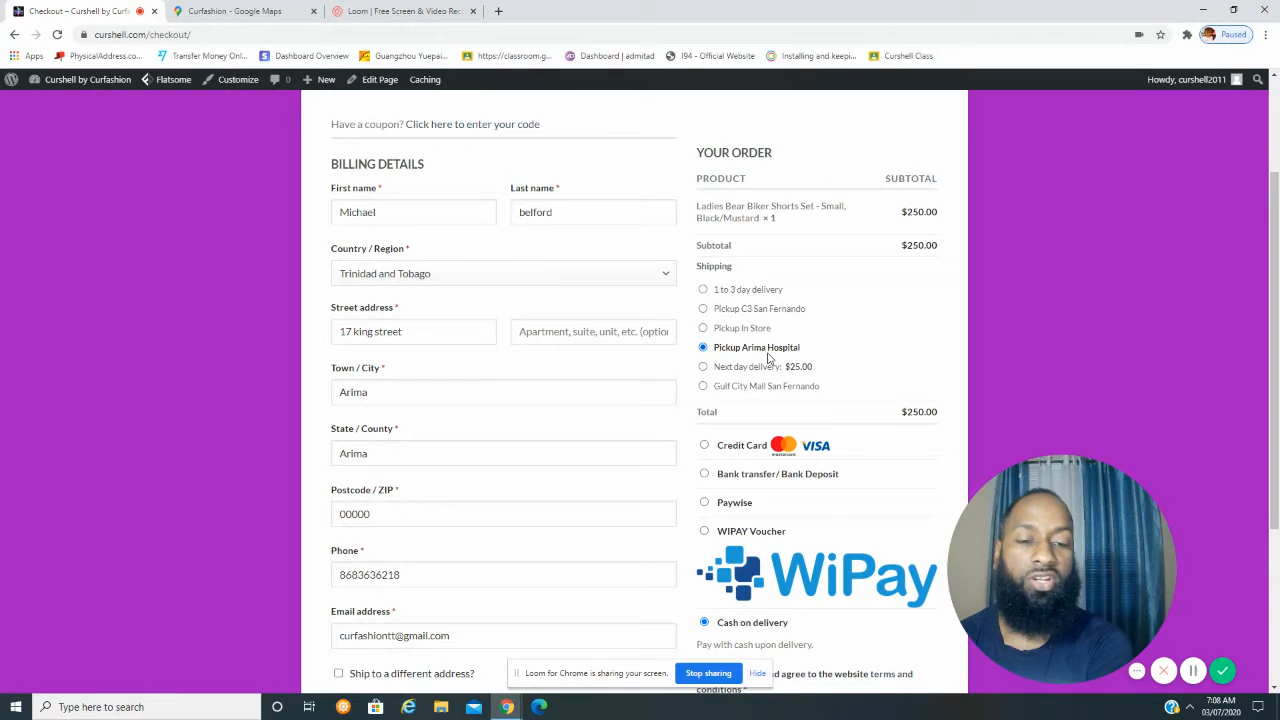 Checkout – Curshell by Curfas
Curfashion - Google Maps
Loom | Free Screen & Video Rec
curshell.com/checkout/
Paused
Apps
PhysicalAddress.co...
Transfer Money Onl...
Dashboard Overview
Guangzhou Yuepai...
https://classroom.g...
Dashboard | admitad
I94 - Official Website
Installing and keepi...
Curshell Class
Curshell by Curfashion
Flatsome
Customize
0
New
Edit Page
Caching
Howdy, curshell2011
Have a coupon? Click here to enter your code
BILLING DETAILS
First name *
Last name *
Michael
belford
Country / Region *
Trinidad and Tobago
Street address *
17 king street
Apartment, suite, unit, etc. (optior
Town / City *
Arima
State / County *
Arima
Postcode / ZIP *
00000
Phone *
8683636218
Email address *
curfashiontt@gmail.com
Ship to a different address?
YOUR ORDER
PRODUCT SUBTOTAL
Ladies Bear Biker Shorts Set - Small,
Black/Mustard × 1
$250.00
Subtotal $250.00
Shipping
1 to 3 day delivery
Pickup C3 San Fernando
Pickup In Store
Pickup Arima Hospital
Next day delivery: $25.00
Gulf City Mall San Fernando
Total $250.00
Credit Card mastercard VISA
Bank transfer/ Bank Deposit
Paywise
WIPAY Voucher
WiPay
Cash on delivery
Pay with cash upon delivery.
d agree to the website terms and
conditions *
Loom for Chrome is sharing your screen.
Stop sharing
Hide
Type here to search
7:08 AM
03/07/2020